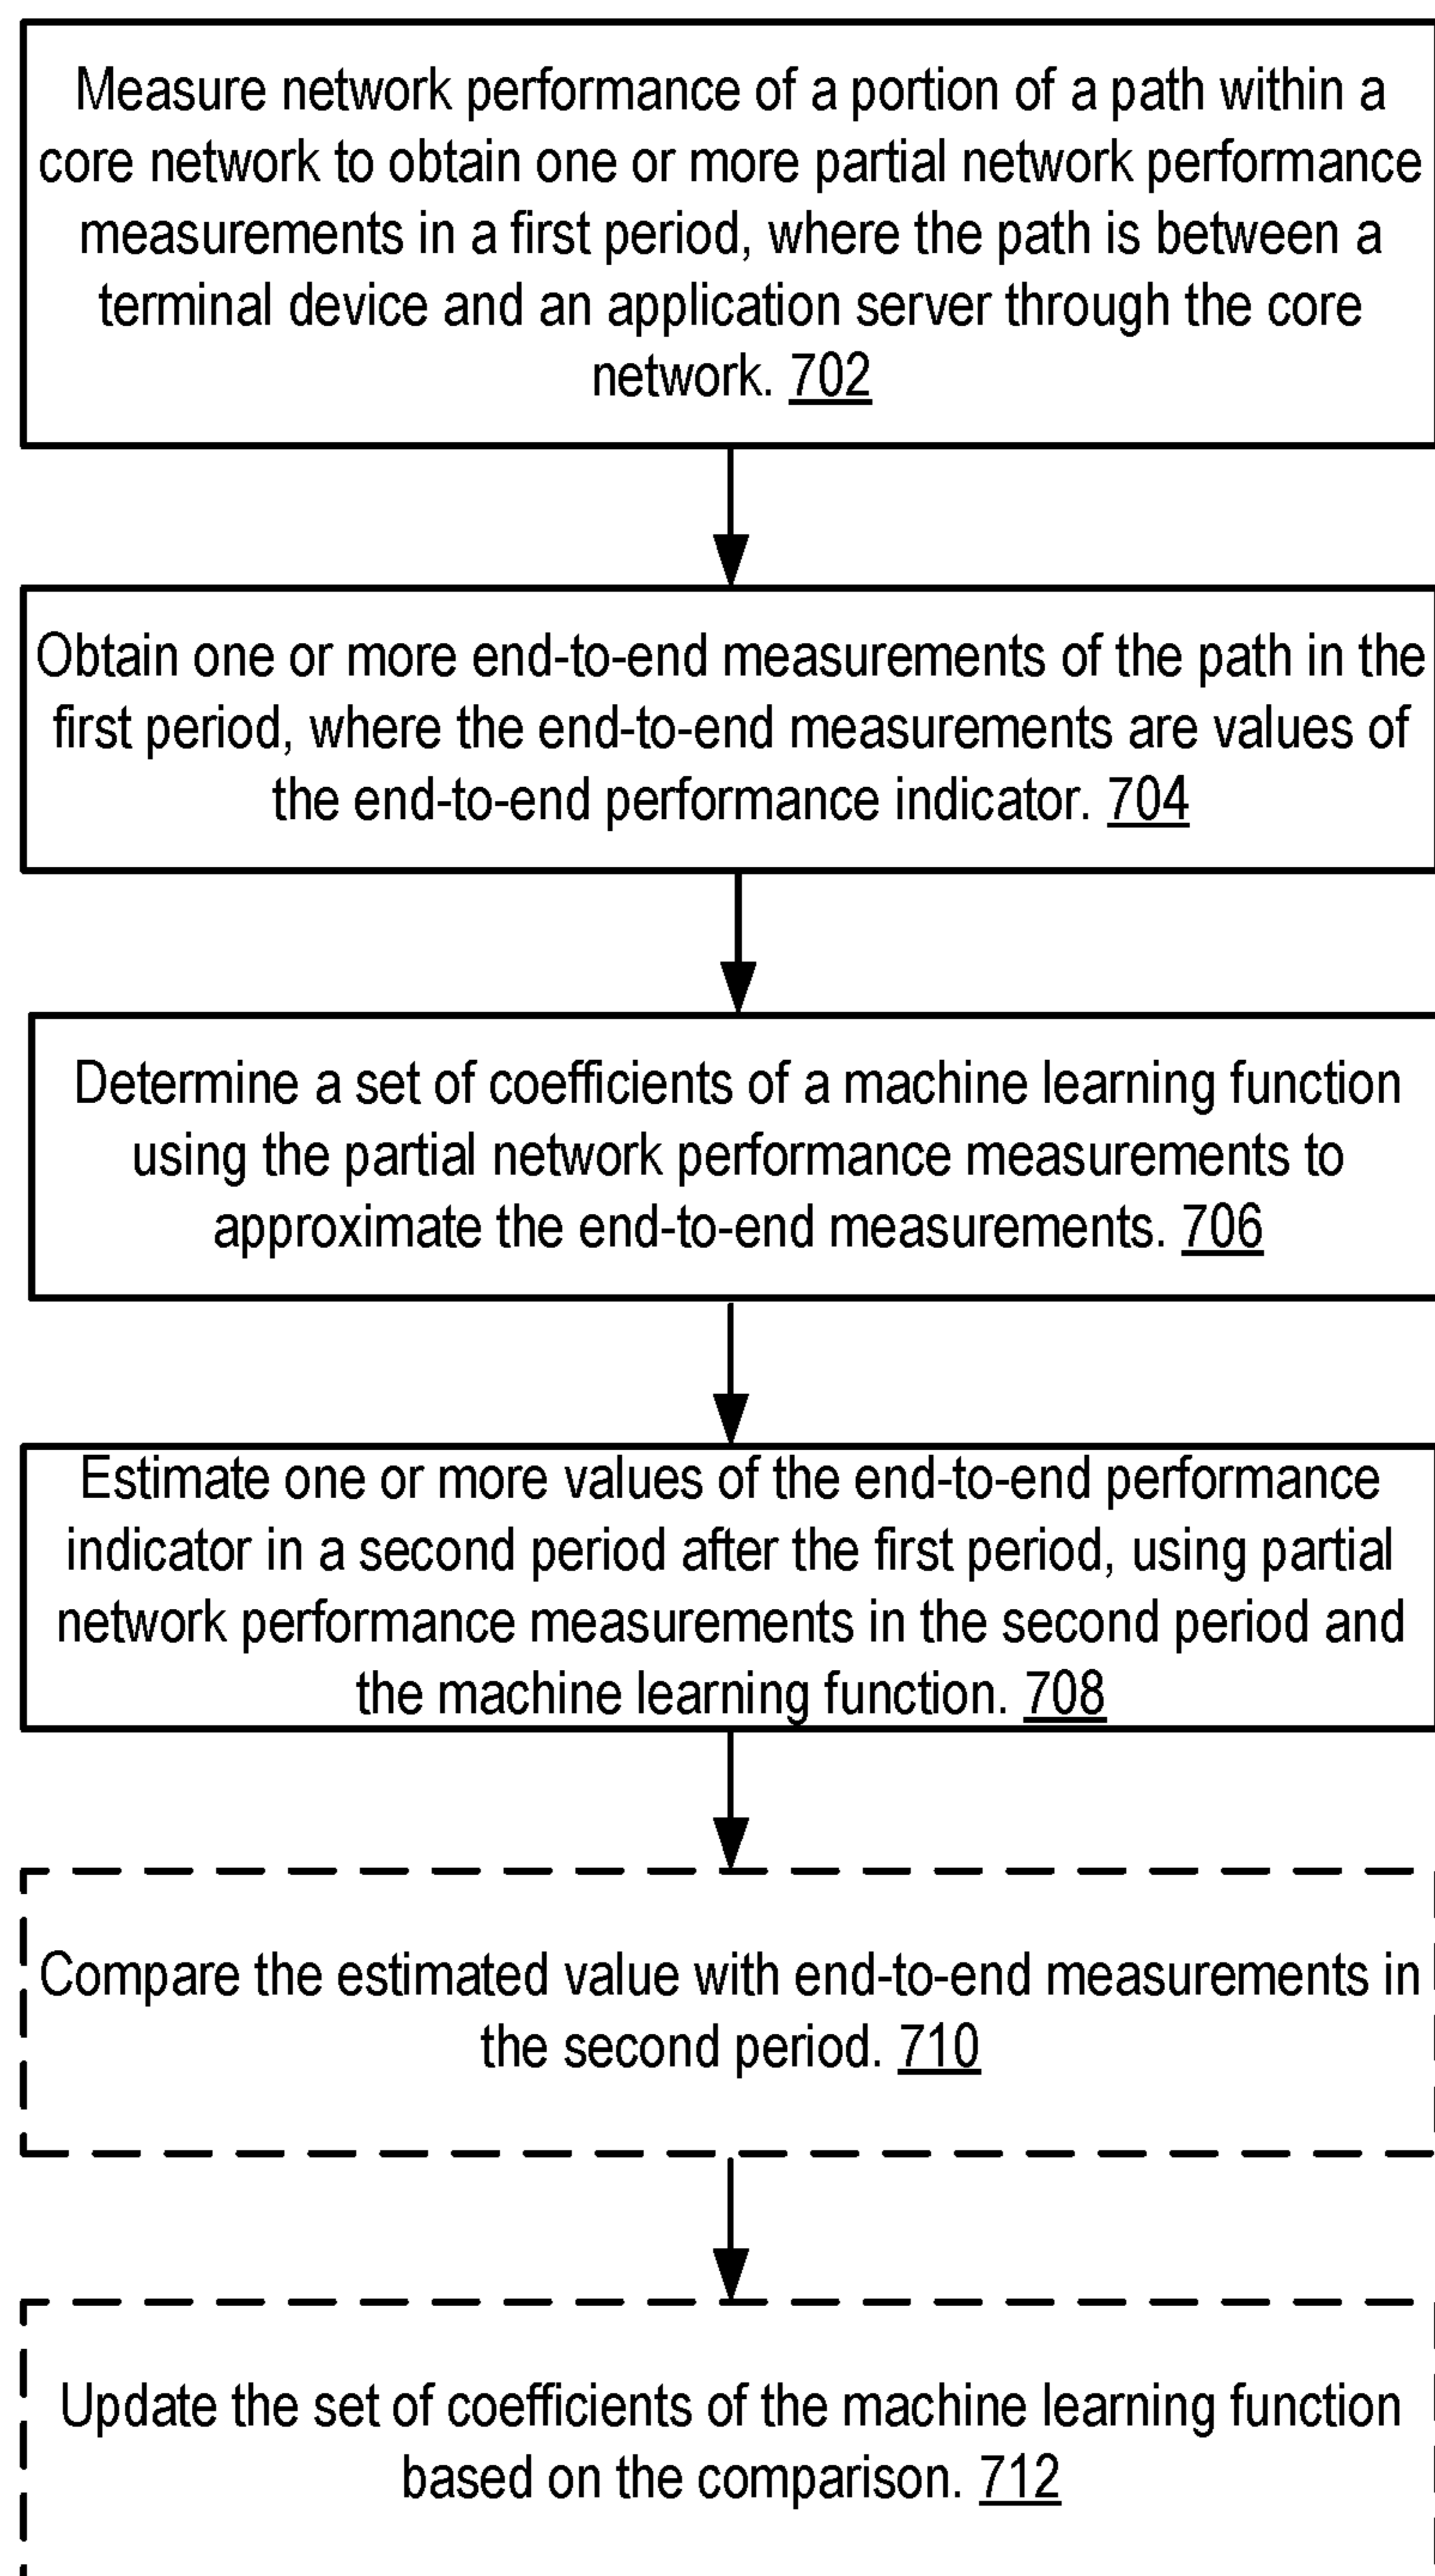 Measure network performance of a portion of a path within a
core network to obtain one or more partial network performance
measurements in a first period, where the path is between a
terminal device and an application server through the core
network. 702
Obtain one or more end-to-end measurements of the path in the
first period, where the end-to-end measurements are values of
the end-to-end performance indicator. 704
Determine a set of coefficients of a machine learning function
using the partial network performance measurements to
approximate the end-to-end measurements. 706
Estimate one or more values of the end-to-end performance
indicator in a second period after the first period, using partial
network performance measurements in the second period and
the machine learning function. 708
Compare the estimated value with end-to-end measurements in
the second period. 710
Update the set of coefficients of the machine learning function
based on the comparison. 712